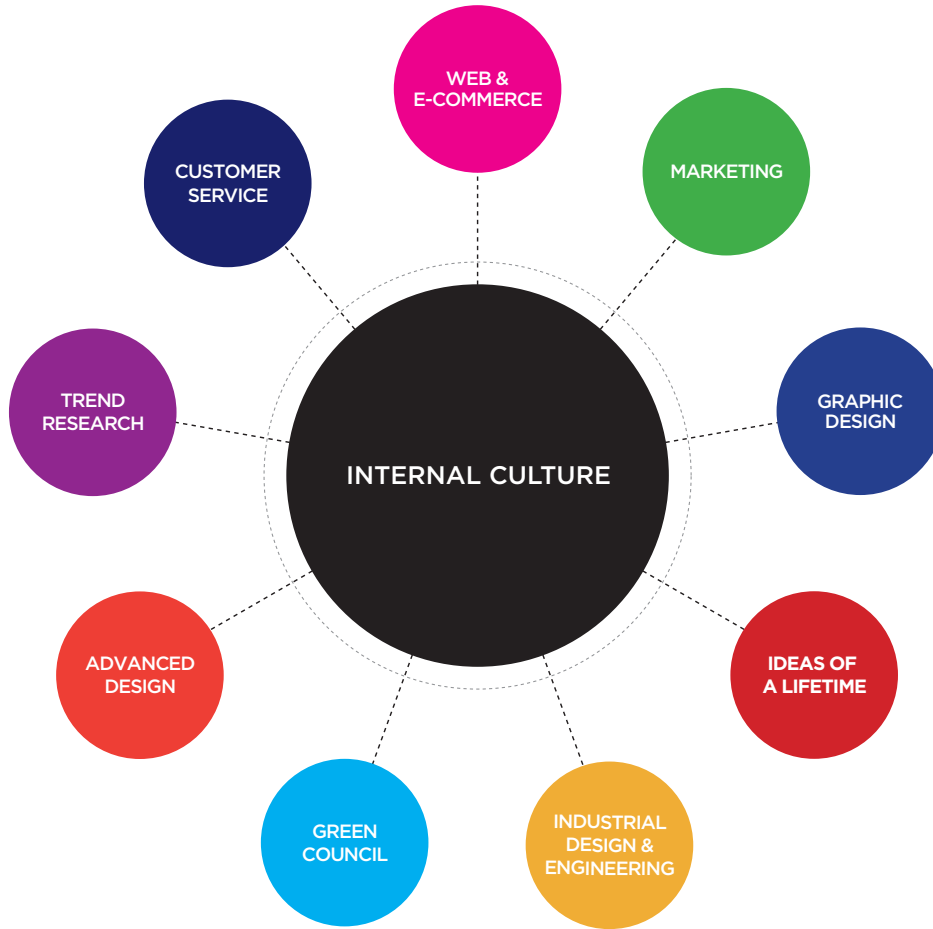 WEB &
E-COMMERCE
MARKETING
CUSTOMER
SERVICE
GRAPHIC
DESIGN
TREND
RESEARCH
INTERNAL CULTURE
IDEAS OF
A LIFETIME
ADVANCED
DESIGN
INDUSTRIAL
DESIGN &
ENGINEERING
GREEN
COUNCIL